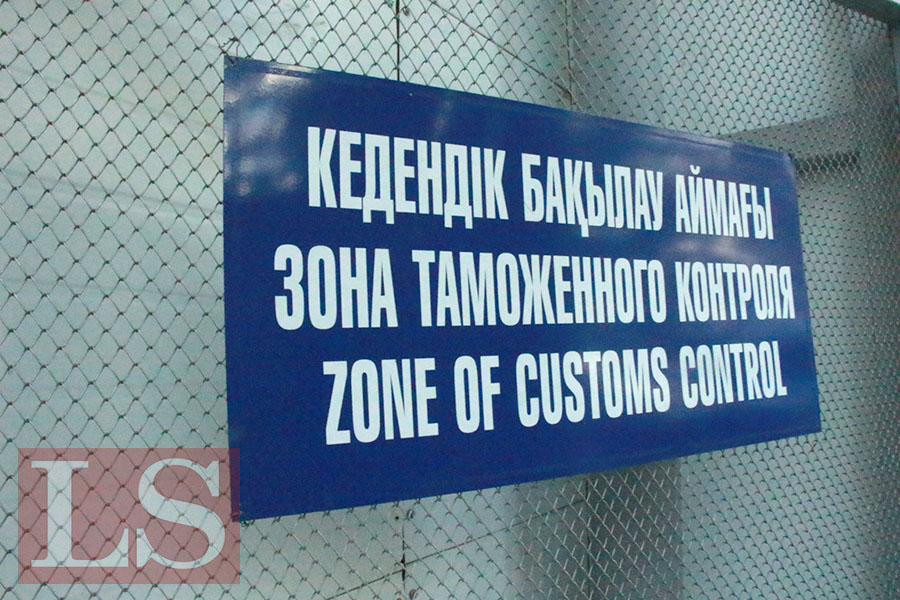 КЕДЕНДІК БАҚЫЛАУ АЙМАҒЫ
ЗОНА ТАМОЖЕННОГО КОНТРОЛЯ
ZONE OF CUSTOMS CONTROL
LS